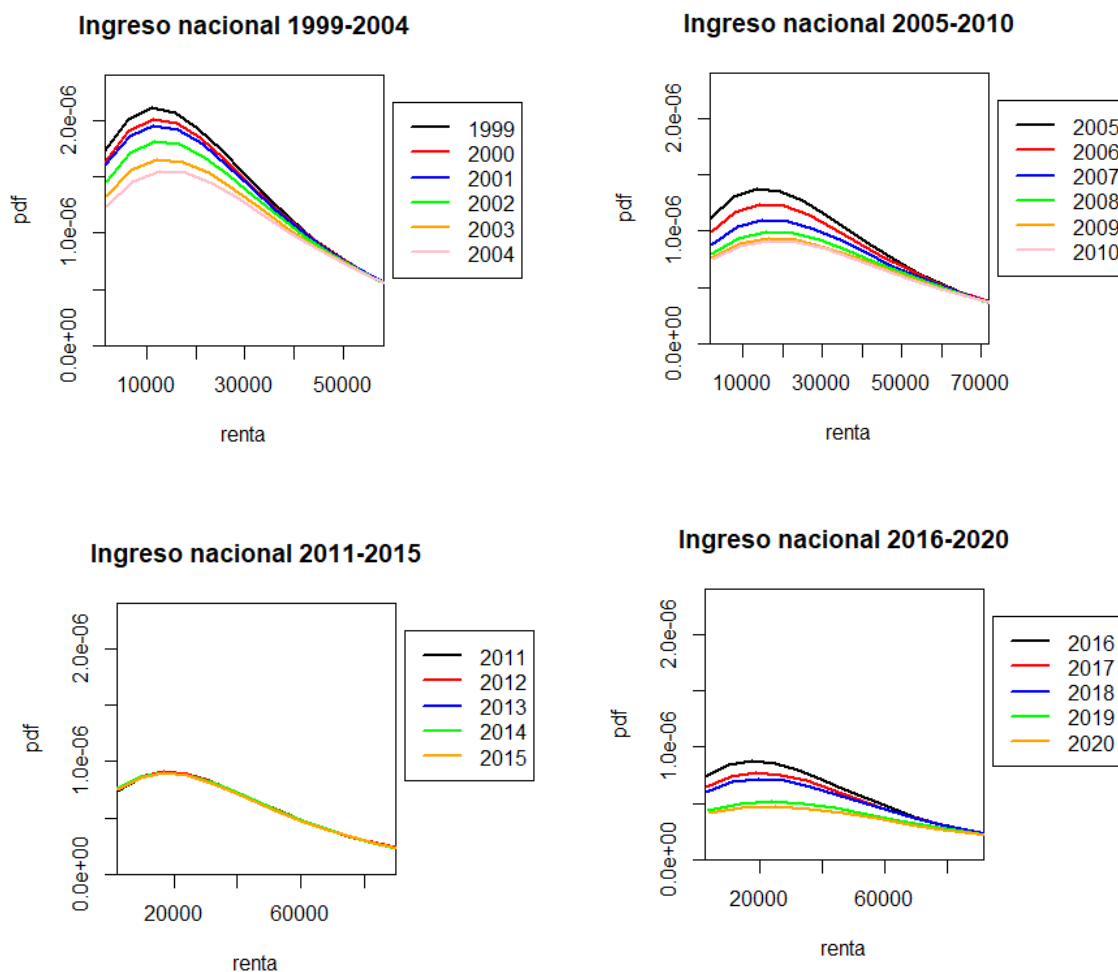 Ingreso nacional 1999-2004
pdf
0.0e+00
1.0e-06
2.0e-06
10000
30000
50000
renta
1999
2000
2001
2002
2003
2004
Ingreso nacional 2005-2010
pdf
0.0e+00
1.0e-06
2.0e-06
10000
30000
50000
70000
renta
2005
2006
2007
2008
2009
2010
Ingreso nacional 2011-2015
pdf
0.0e+00
1.0e-06
2.0e-06
20000
60000
renta
2011
2012
2013
2014
2015
Ingreso nacional 2016-2020
pdf
0.0e+00
1.0e-06
2.0e-06
20000
60000
renta
2016
2017
2018
2019
2020